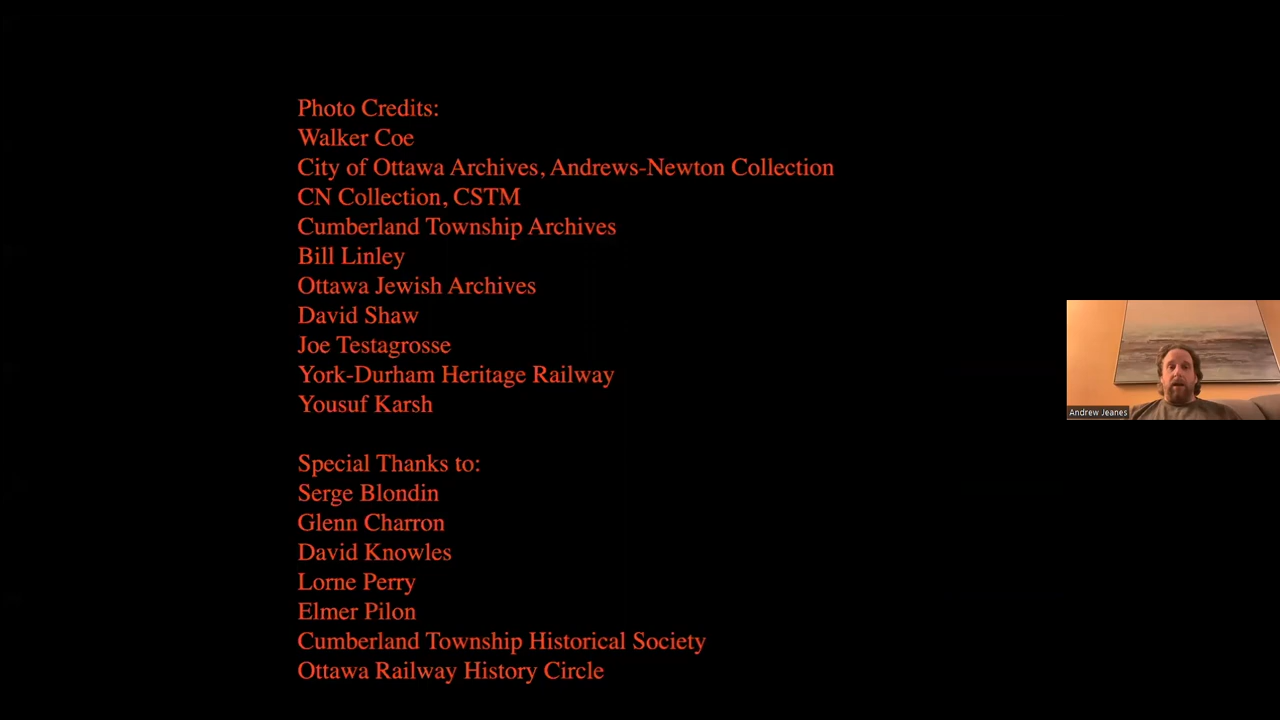 Photo Credits:
Walker Coe
City of Ottawa Archives, Andrews-Newton Collection
CN Collection, CSTM
Cumberland Township Archives
Bill Linley
Ottawa Jewish Archives
David Shaw
Joe Testagrosse
York-Durham Heritage Railway
Yousuf Karsh
Special Thanks to:
Serge Blondin
Glenn Charron
David Knowles
Lorne Perry
Elmer Pilon
Cumberland Township Historical Society
Ottawa Railway History Circle
Andrew Jeanes